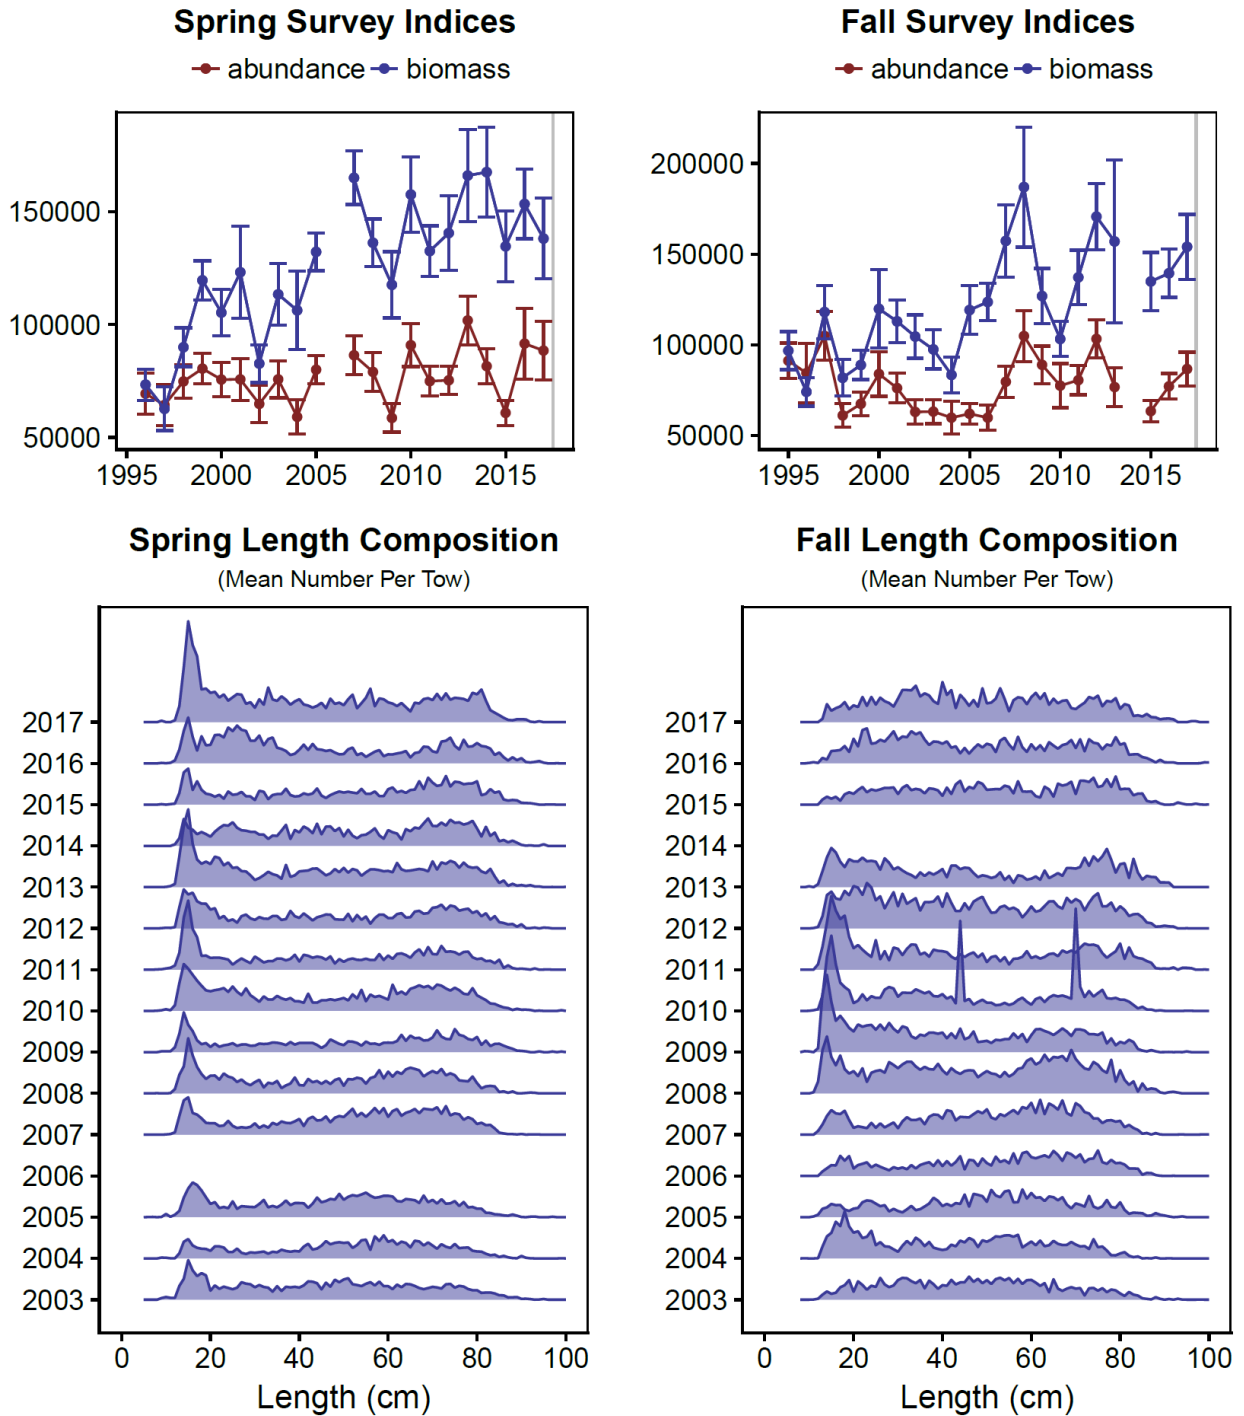 Spring Survey Indices
abundance biomass
150000
100000
50000
1995 2000 2005 2010 2015
Fall Survey Indices
abundance biomass
200000
150000
100000
50000
1995 2000 2005 2010 2015
Spring Length Composition
(Mean Number Per Tow)
2017
2016
2015
2014
2013
2012
2011
2010
2009
2008
2007
2006
2005
2004
2003
0 20 40 60 80 100
Length (cm)
Fall Length Composition
(Mean Number Per Tow)
2017
2016
2015
2014
2013
2012
2011
2010
2009
2008
2007
2006
2005
2004
2003
0 20 40 60 80 100
Length (cm)